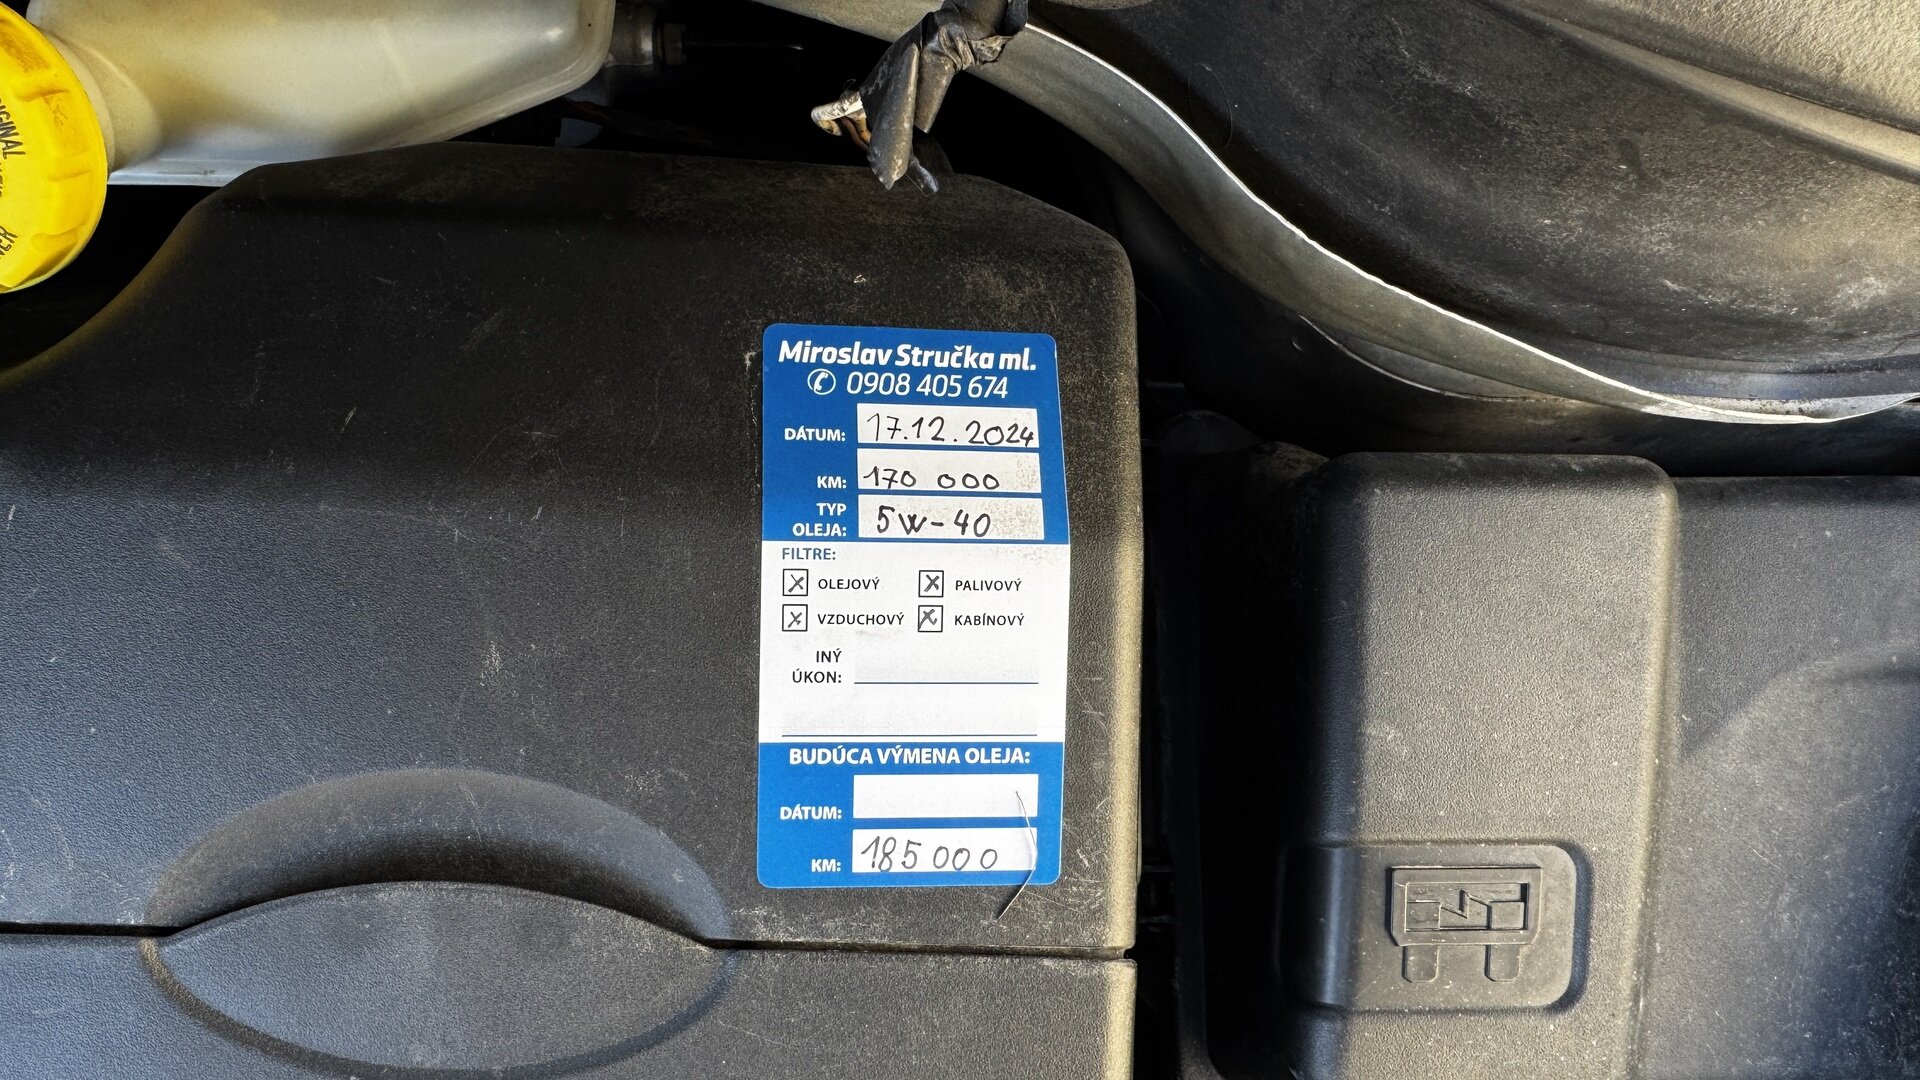 ORIGINAL
Miroslav Stručka ml.
0908 405 674
DÁTUM: 17.12.2024
KM: 170 000
TYP
OLEJA: 5W-40
FILTRE:
OLEJOVÝ PALIVOVÝ
VZDUCHOVÝ KABÍNOVÝ
INÝ
ÚKON:
BUDÚCA VÝMENA OLEJA:
DÁTUM:
KM: 185 000